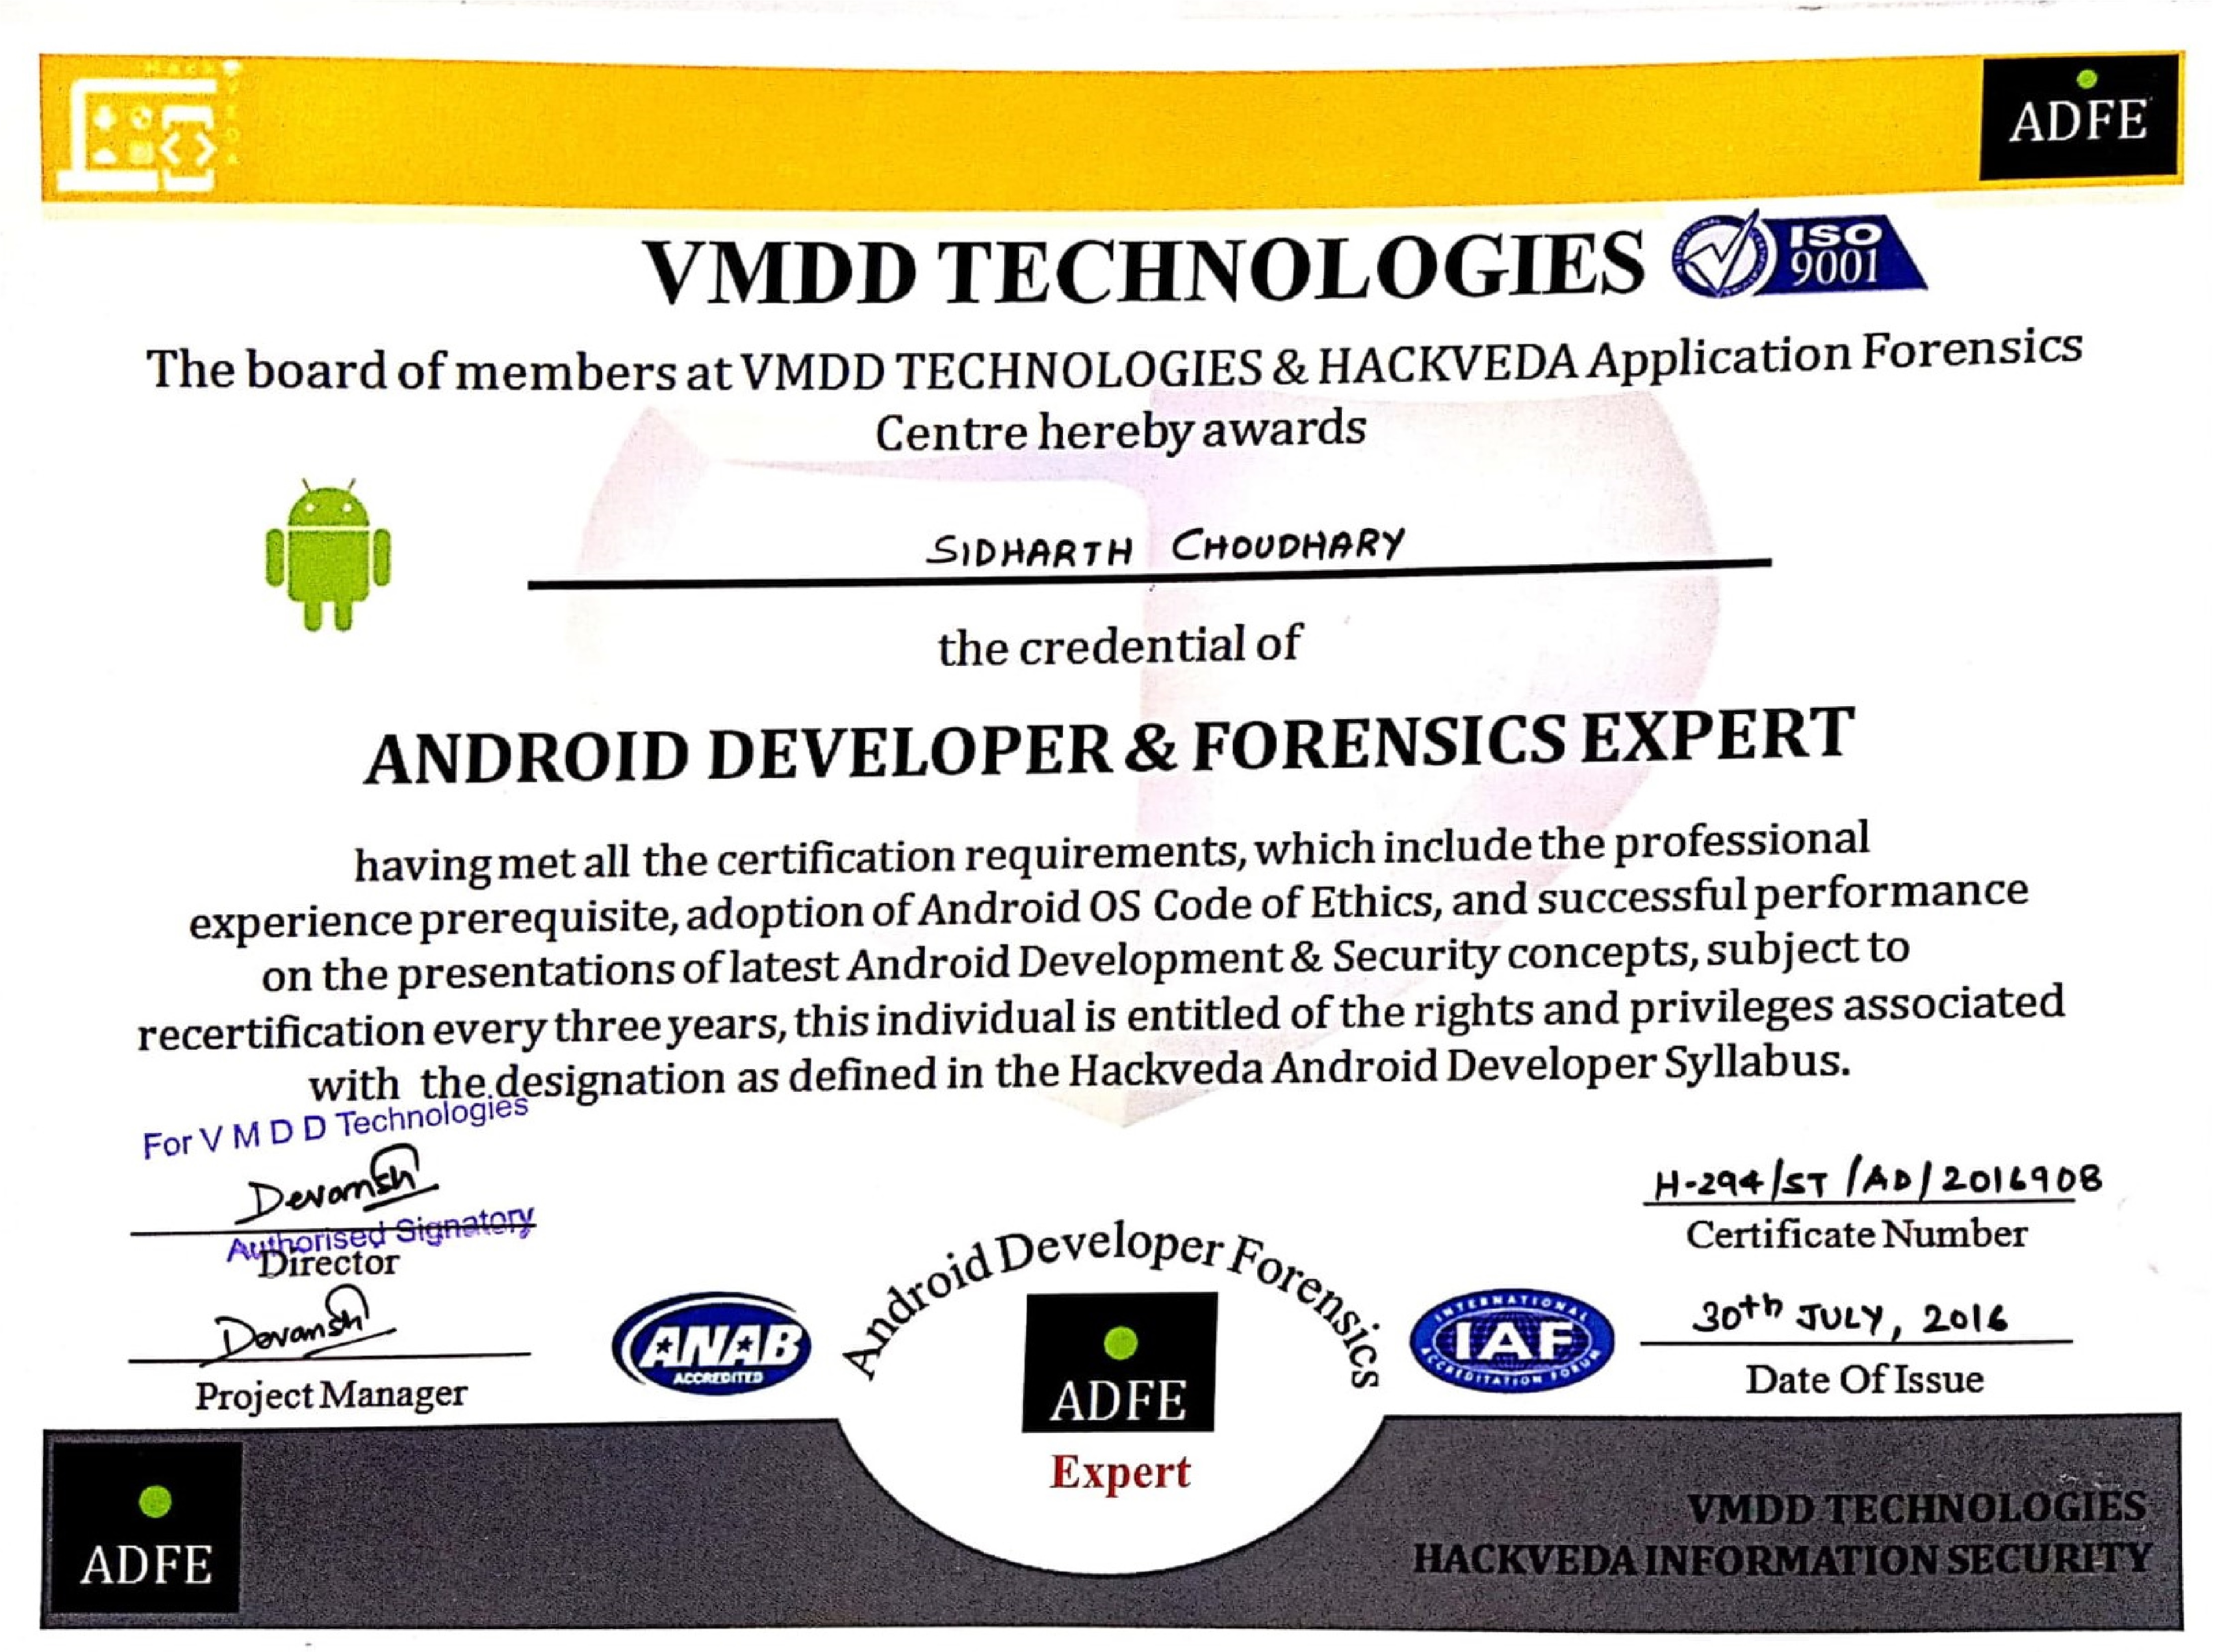 HACKVEDA
ADFE
VMDD TECHNOLOGIES
ISO
9001
The board of members at VMDD TECHNOLOGIES & HACKVEDA Application Forensics
Centre hereby awards
SIDHARTH CHOUDHARY
the credential of
ANDROID DEVELOPER & FORENSICS EXPERT
having met all the certification requirements, which include the professional
experience prerequisite, adoption of Android OS Code of Ethics, and successful performance
on the presentations of latest Android Development & Security concepts, subject to
recertification every three years, this individual is entitled of the rights and privileges associated
with the designation as defined in the Hackveda Android Developer Syllabus.
For V M D D Technologies
Devansh
Authorised Signatory
Director
Devansh
Project Manager
ANAB
ACCREDITED
Android Developer Forensics
ADFE
Expert
INTERNATIONAL
IAF
ACCREDITATION FORUM
H-294/ST/AD/2016908
Certificate Number
30th JULY, 2016
Date Of Issue
ADFE
VMDD TECHNOLOGIES
HACKVEDA INFORMATION SECURITY